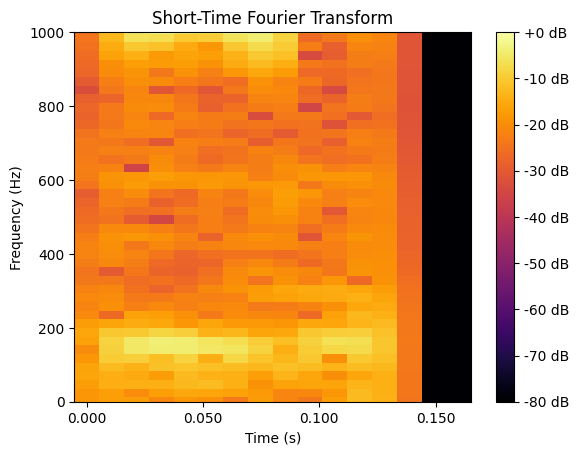 Short-Time Fourier Transform
Frequency (Hz)
1000
800
600
400
200
0
0.000
0.050
0.100
0.150
Time (s)
+0 dB
-10 dB
-20 dB
-30 dB
-40 dB
-50 dB
-60 dB
-70 dB
-80 dB